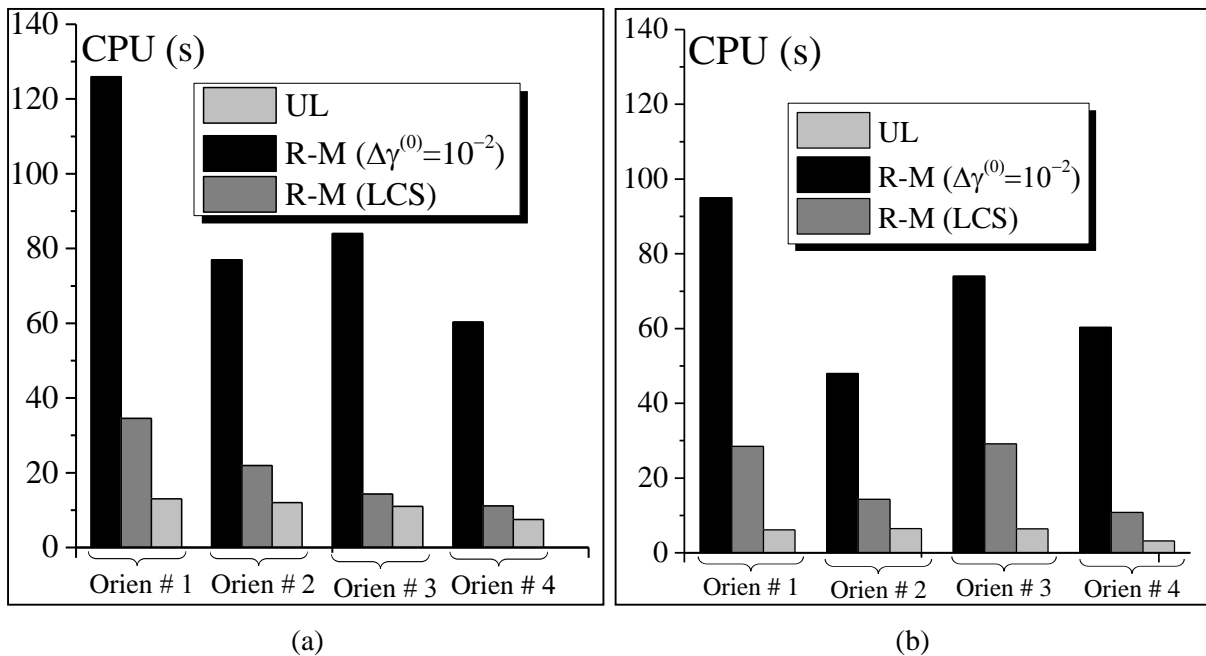 140
120
100
80
60
40
20
0
CPU (s)
UL
R-M (Δγ⁽⁰⁾=10⁻²)
R-M (LCS)
Orien # 1
Orien # 2
Orien # 3
Orien # 4
(a)
140
120
100
80
60
40
20
0
CPU (s)
UL
R-M (Δγ⁽⁰⁾=10⁻²)
R-M (LCS)
Orien # 1
Orien # 2
Orien # 3
Orien # 4
(b)